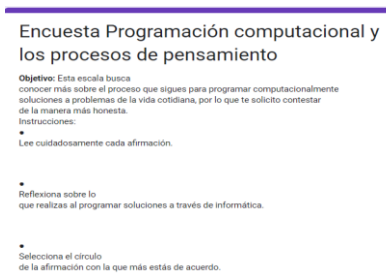 Encuesta Programación computacional y
los procesos de pensamiento
Objetivo: Esta escala busca
conocer más sobre el proceso que sigues para programar computacionalmente
soluciones a problemas de la vida cotidiana, por lo que te solicito contestar
de la manera más honesta.
Instrucciones:
•
Lee cuidadosamente cada afirmación.
•
Reflexiona sobre lo
que realizas al programar soluciones a través de informática.
•
Selecciona el círculo
de la afirmación con la que más estás de acuerdo.